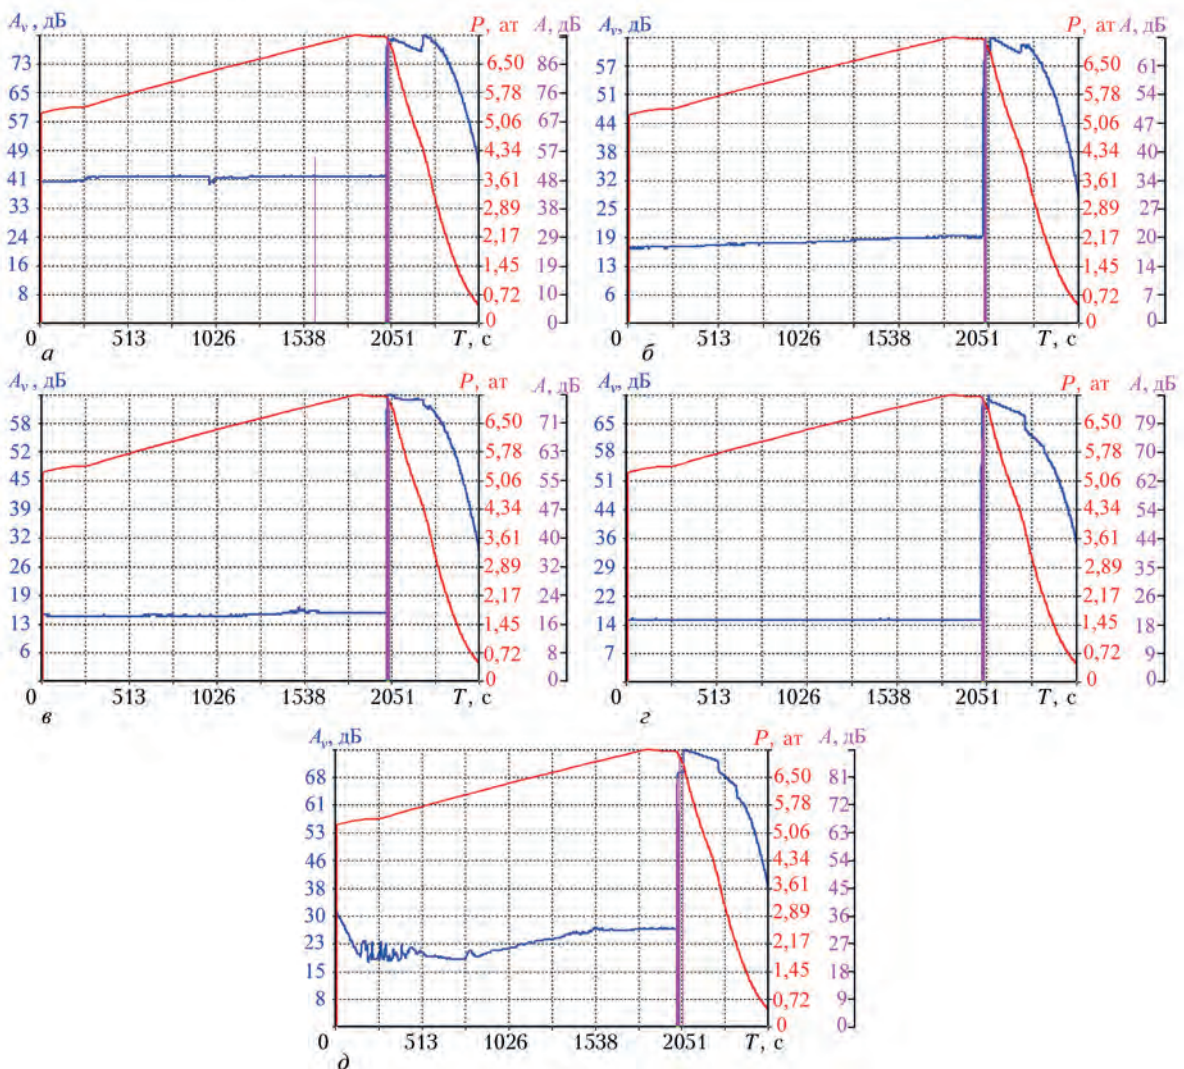 A_v, дБ P, ат A, дБ
73 6,50 86
65 5,78 76
57 5,06 67
49 4,34 57
41 3,61 48
33 2,89 38
24 2,17 29
16 1,45 19
8 0,72 10
0 0
0 513 1026 1538 2051 T, с
а
A_v, дБ P, ат A, дБ
57 6,50 61
51 5,78 54
44 5,06 47
38 4,34 40
32 3,61 34
25 2,89 27
19 2,17 20
13 1,45 14
6 0,72 7
0 0
0 513 1026 1538 2051 T, с
б
A_v, дБ P, ат A, дБ
58 6,50 71
52 5,78 63
45 5,06 55
39 4,34 47
32 3,61 40
26 2,89 32
19 2,17 24
13 1,45 16
6 0,72 8
0 0
0 513 1026 1538 2051 T, с
в
A_v, дБ P, ат A, дБ
65 6,50 79
58 5,78 70
51 5,06 62
44 4,34 54
36 3,61 44
29 2,89 35
22 2,17 26
14 1,45 18
7 0,72 9
0 0
0 513 1026 1538 2051 T, с
г
A_v, дБ P, ат A, дБ
68 6,50 81
61 5,78 72
53 5,06 63
46 4,34 54
38 3,61 45
30 2,89 36
23 2,17 27
15 1,45 18
8 0,72 9
0 0
0 513 1026 1538 2051 T, с
д